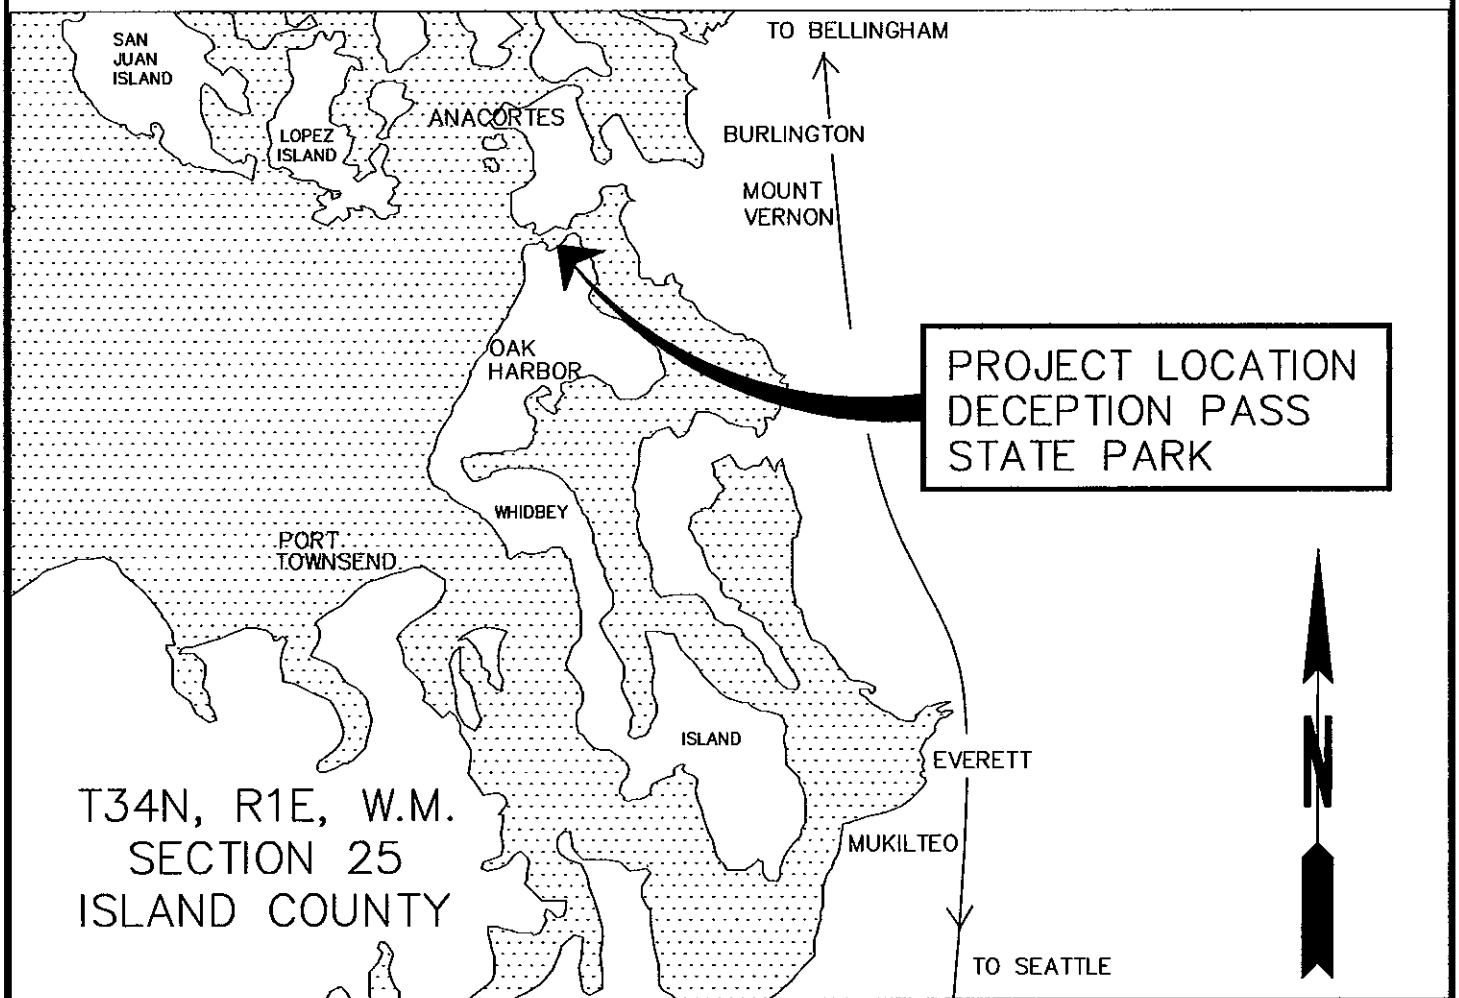 TO BELLINGHAM
SAN
JUAN
ISLAND
ANACORTES
BURLINGTON
LOPEZ
ISLAND
MOUNT
VERNON
OAK
HARBOR
PROJECT LOCATION
DECEPTION PASS
STATE PARK
WHIDBEY
PORT
TOWNSEND
ISLAND
EVERETT
N
T34N, R1E, W.M.
SECTION 25
ISLAND COUNTY
MUKILTEO
TO SEATTLE